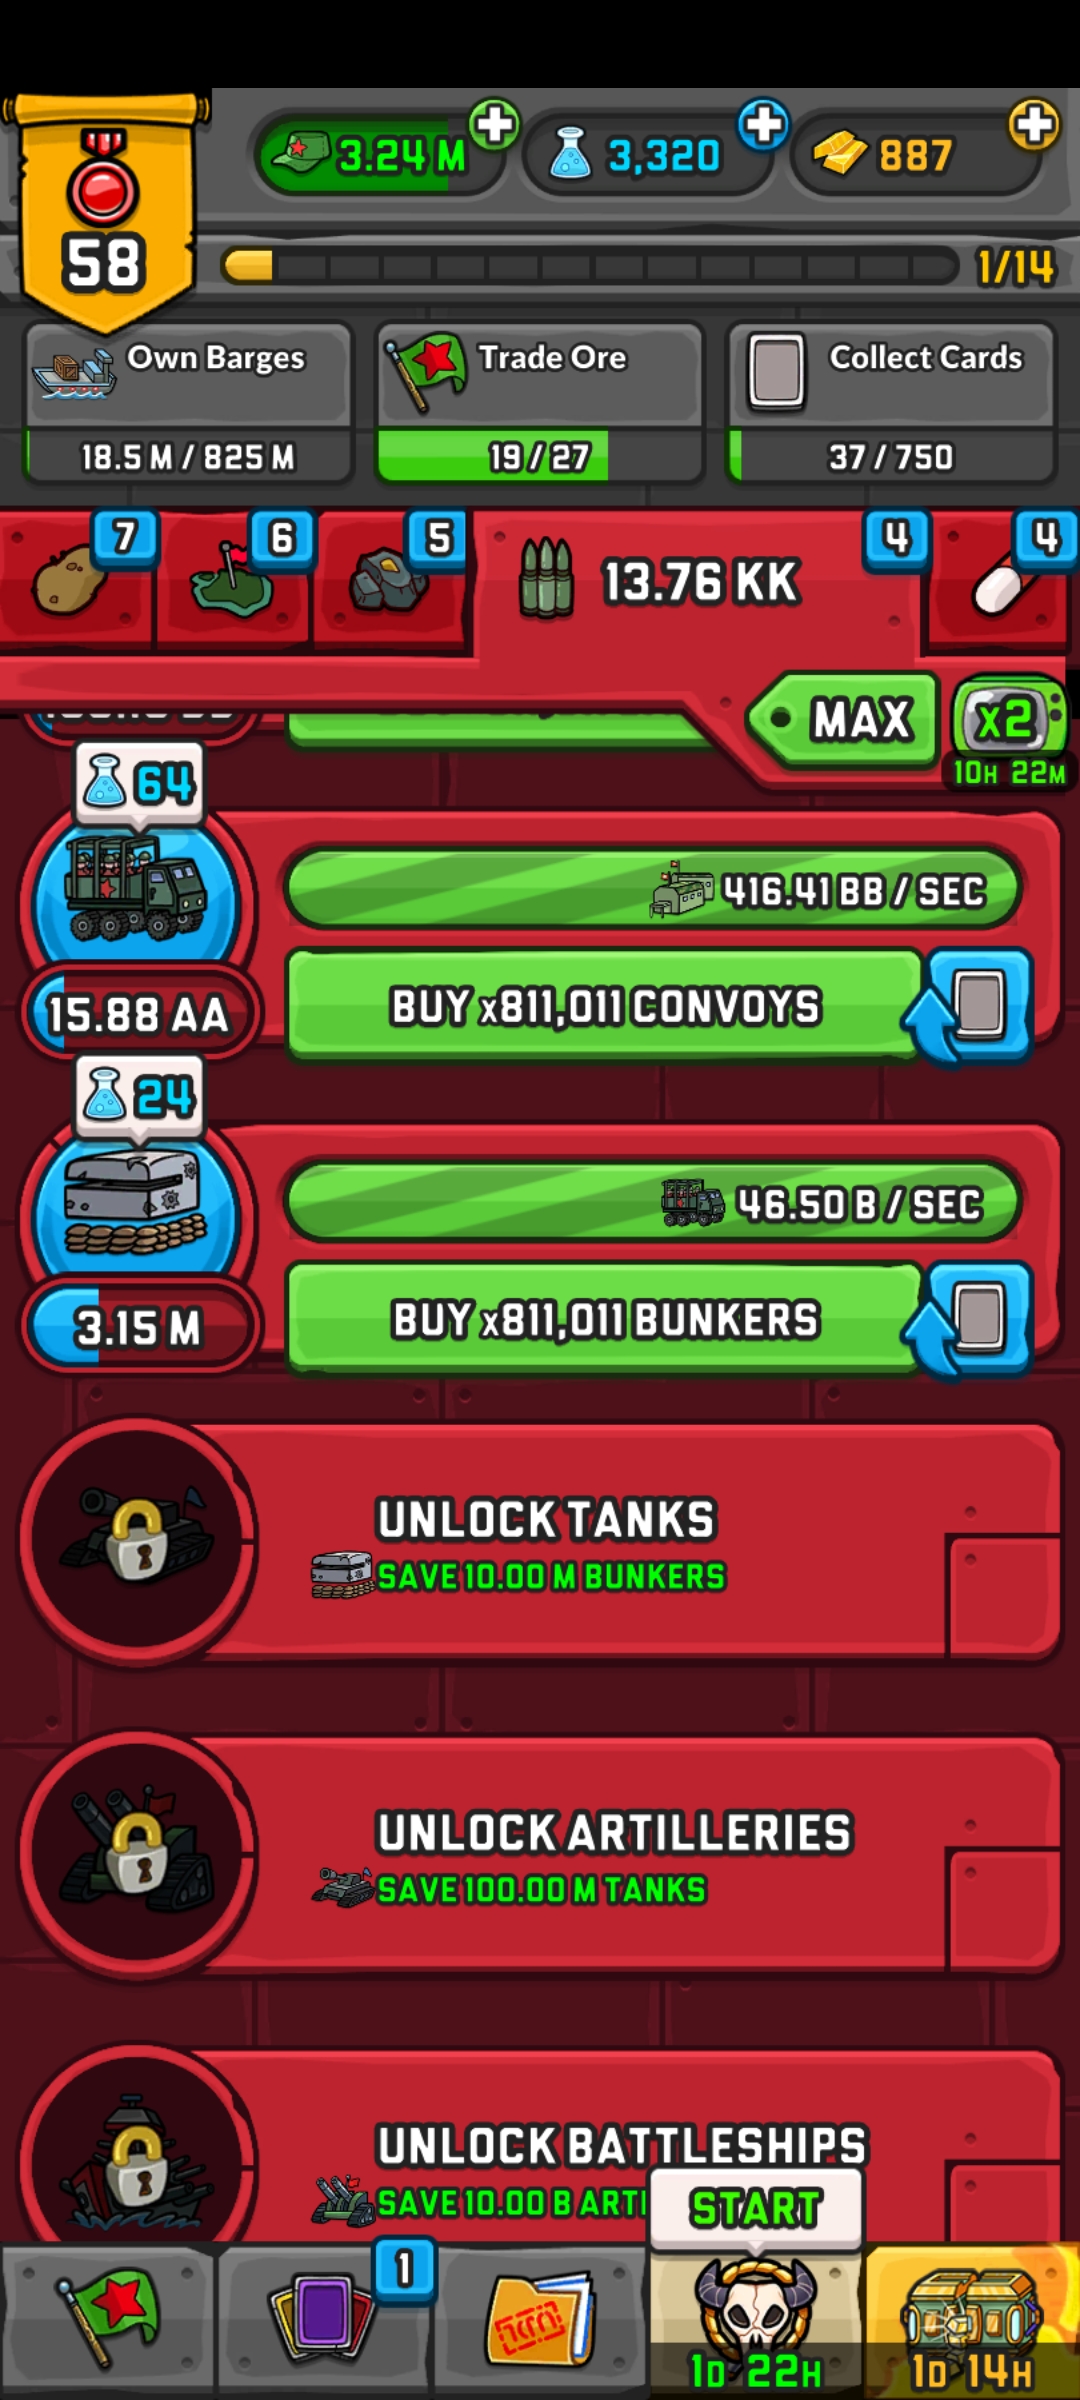 3.24 M
3,320
887
58
1/14
Own Barges
18.5 M / 825 M
Trade Ore
19 / 27
Collect Cards
37 / 750
7
6
5
13.76 KK
4
4
MAX
x2
10H 22M
64
416.41 BB / SEC
15.88 AA
BUY x811,011 CONVOYS
24
46.50 B / SEC
3.15 M
BUY x811,011 BUNKERS
UNLOCK TANKS
SAVE 10.00 M BUNKERS
UNLOCK ARTILLERIES
SAVE 100.00 M TANKS
UNLOCK BATTLESHIPS
SAVE 10.00 B ARTI
START
1
1D 22H
1D 14H